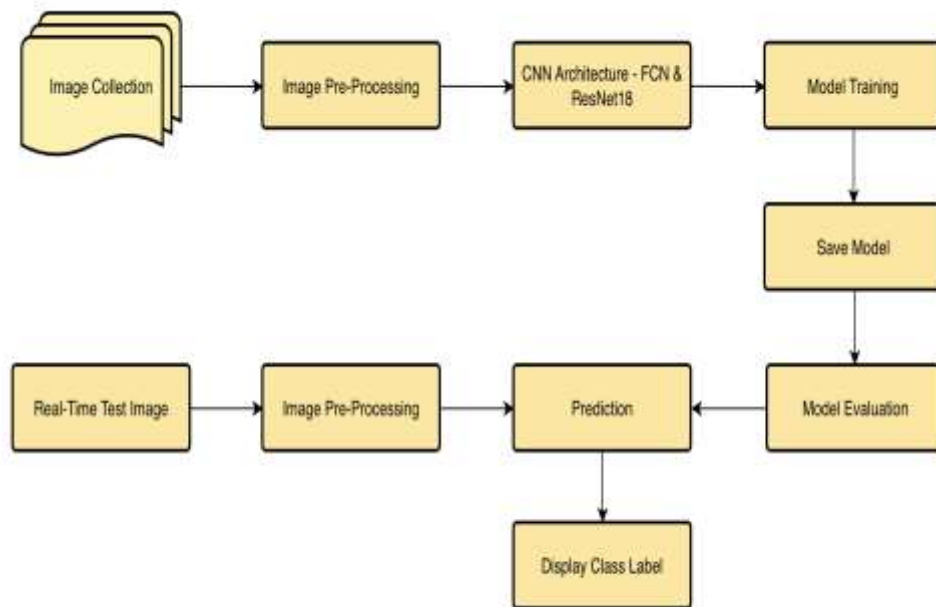 Image Collection
Image Pre-Processing
CNN Architecture - FCN &
ResNet18
Model Training
Save Model
Real-Time Test Image
Image Pre-Processing
Prediction
Model Evaluation
Display Class Label